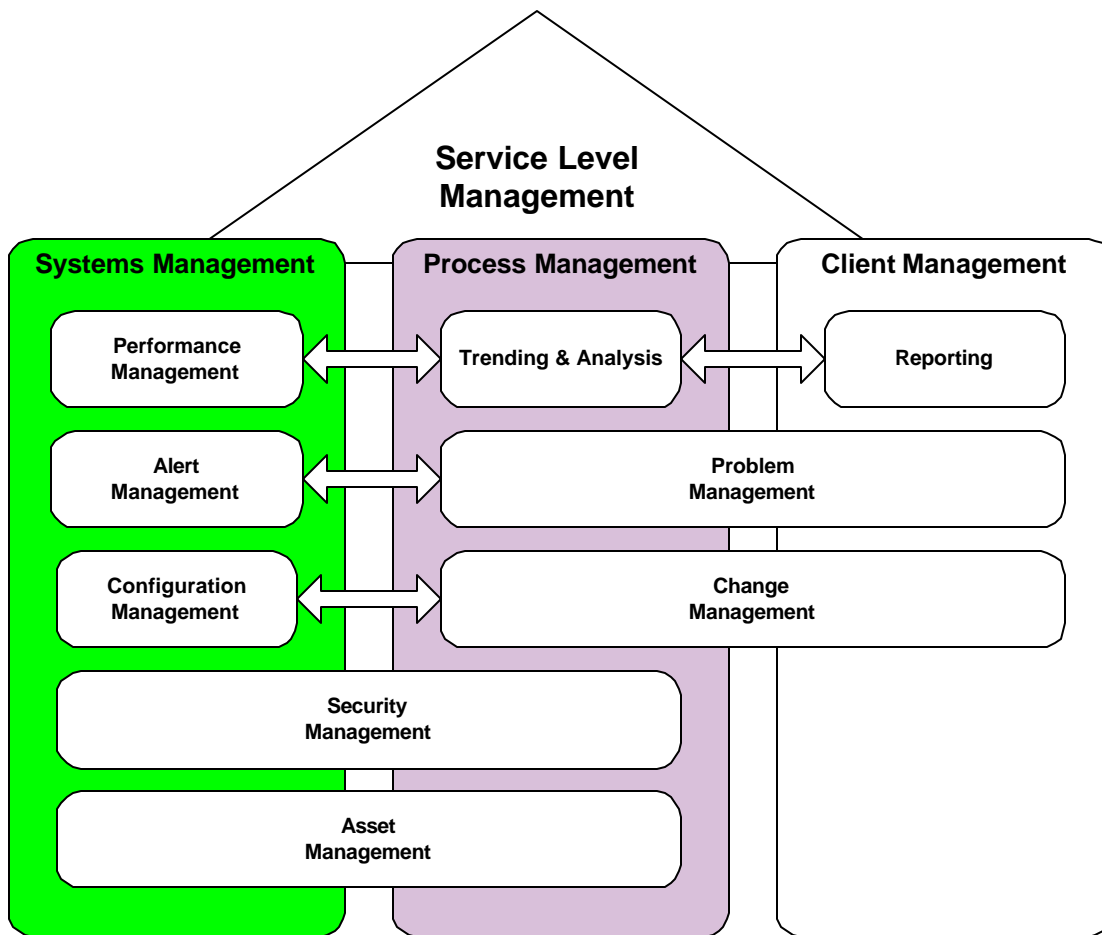 Service Level
Management
Systems Management
Process Management
Client Management
Performance
Management
Trending & Analysis
Reporting
Alert
Management
Problem
Management
Configuration
Management
Change
Management
Security
Management
Asset
Management